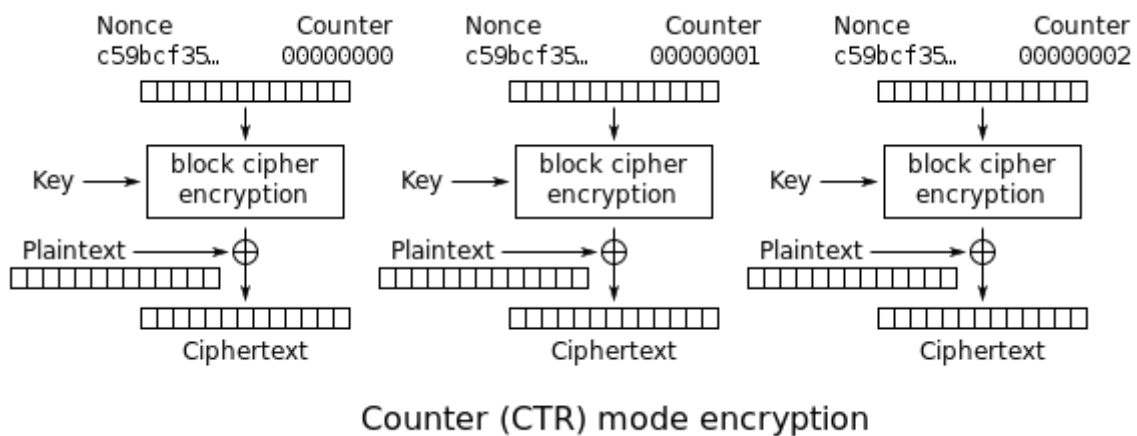 Nonce Counter Nonce Counter Nonce Counter
c59bcf35… 00000000 c59bcf35… 00000001 c59bcf35… 00000002
block cipher block cipher block cipher
Key Key Key
encryption encryption encryption
Plaintext Plaintext Plaintext
Ciphertext Ciphertext Ciphertext
Counter (CTR) mode encryption